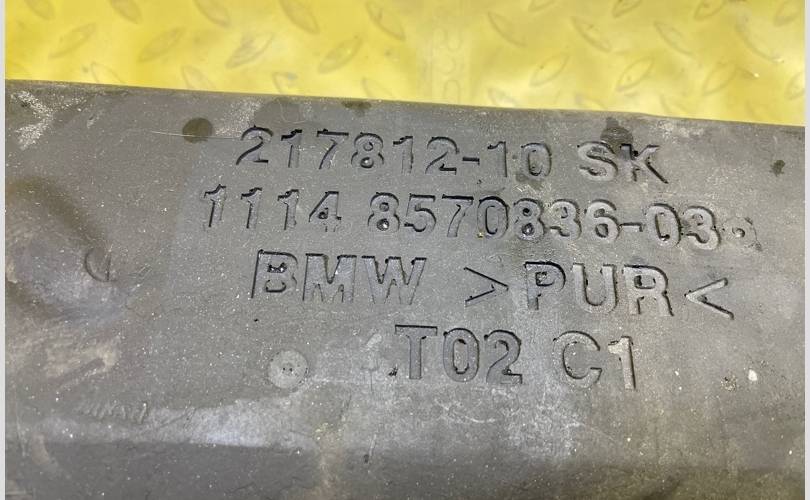 217812-10 SK
1114 8570836-03
BMW >PUR<
T02 C1